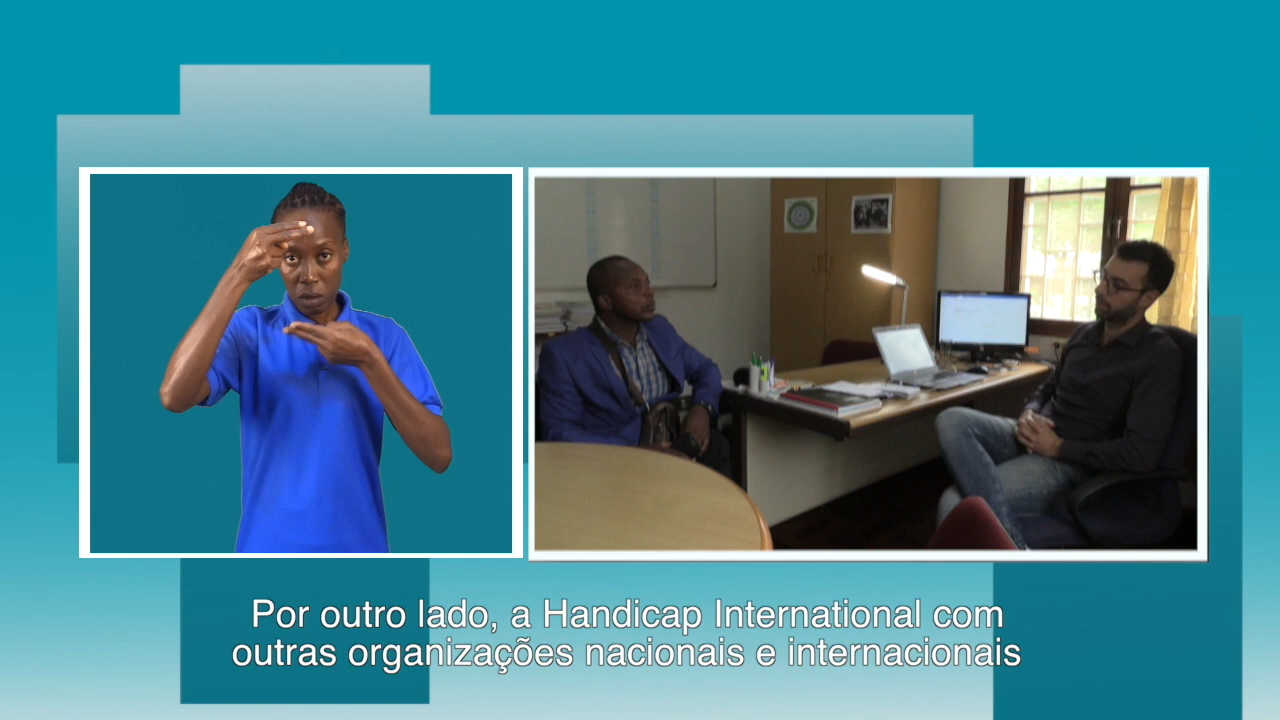 Por outro lado, a Handicap International com
outras organizações nacionais e internacionais